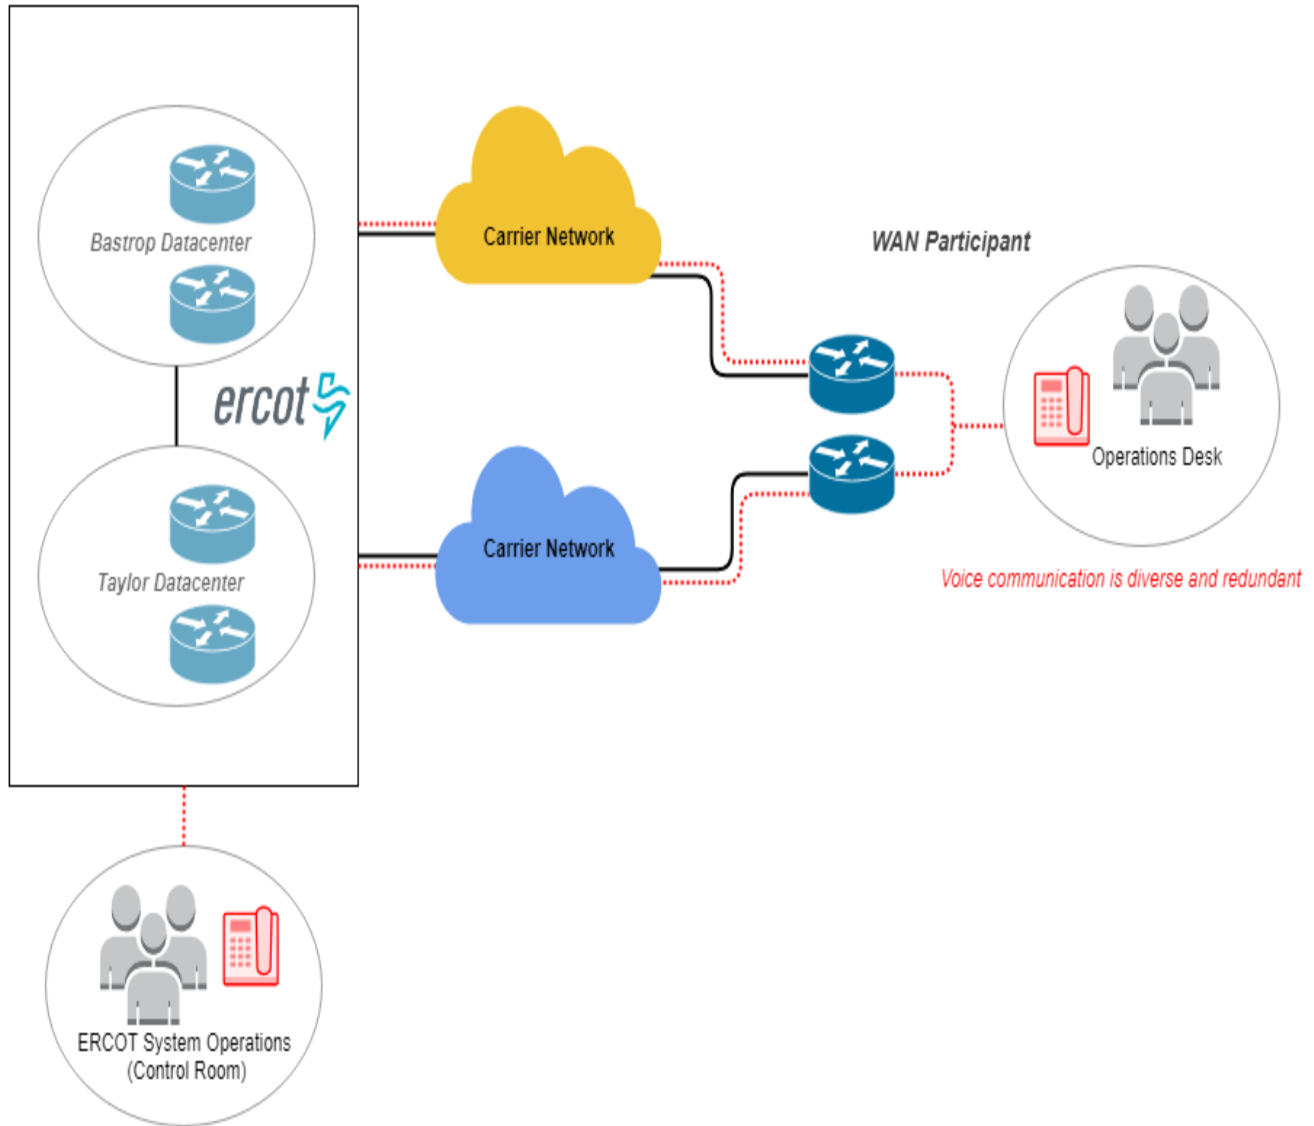 Bastrop Datacenter
Carrier Network
WAN Participant
ercot
Operations Desk
Carrier Network
Taylor Datacenter
Voice communication is diverse and redundant
ERCOT System Operations
(Control Room)